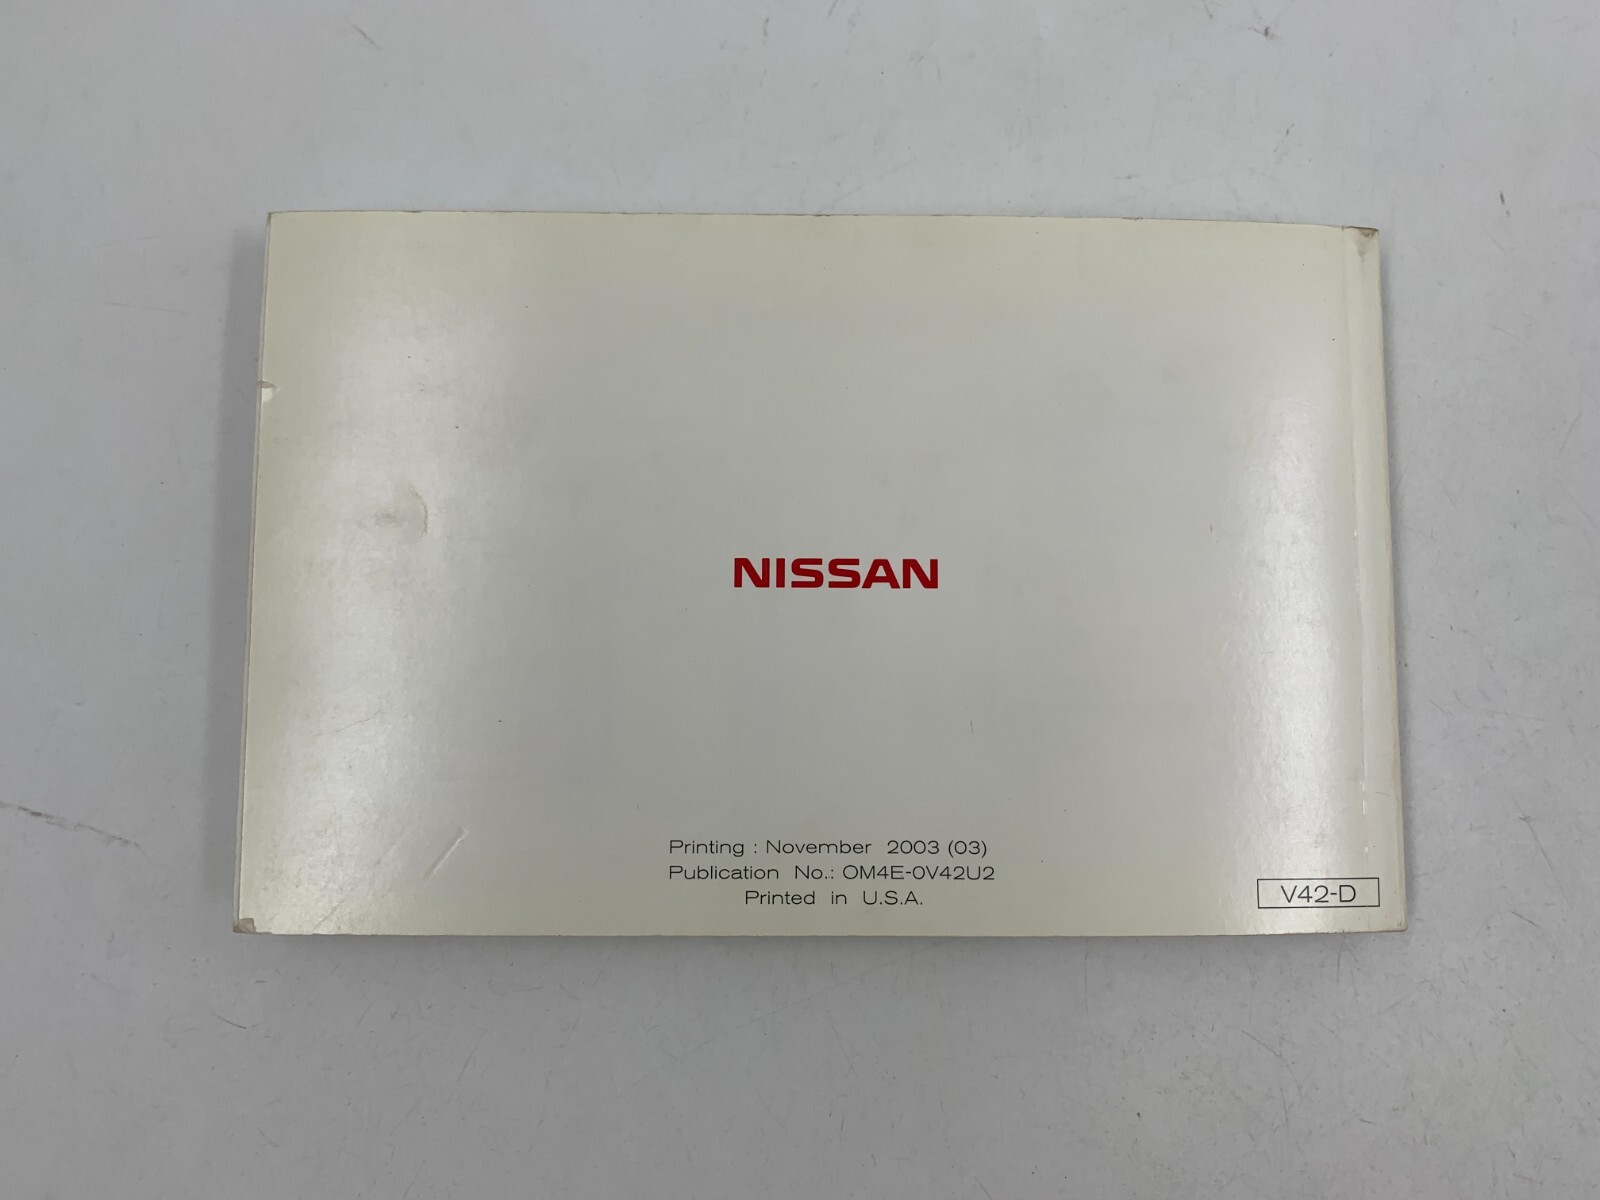 NISSAN
Printing : November 2003 (03)
Publication No.: OM4E-0V42U2
Printed in U.S.A.
V42-D